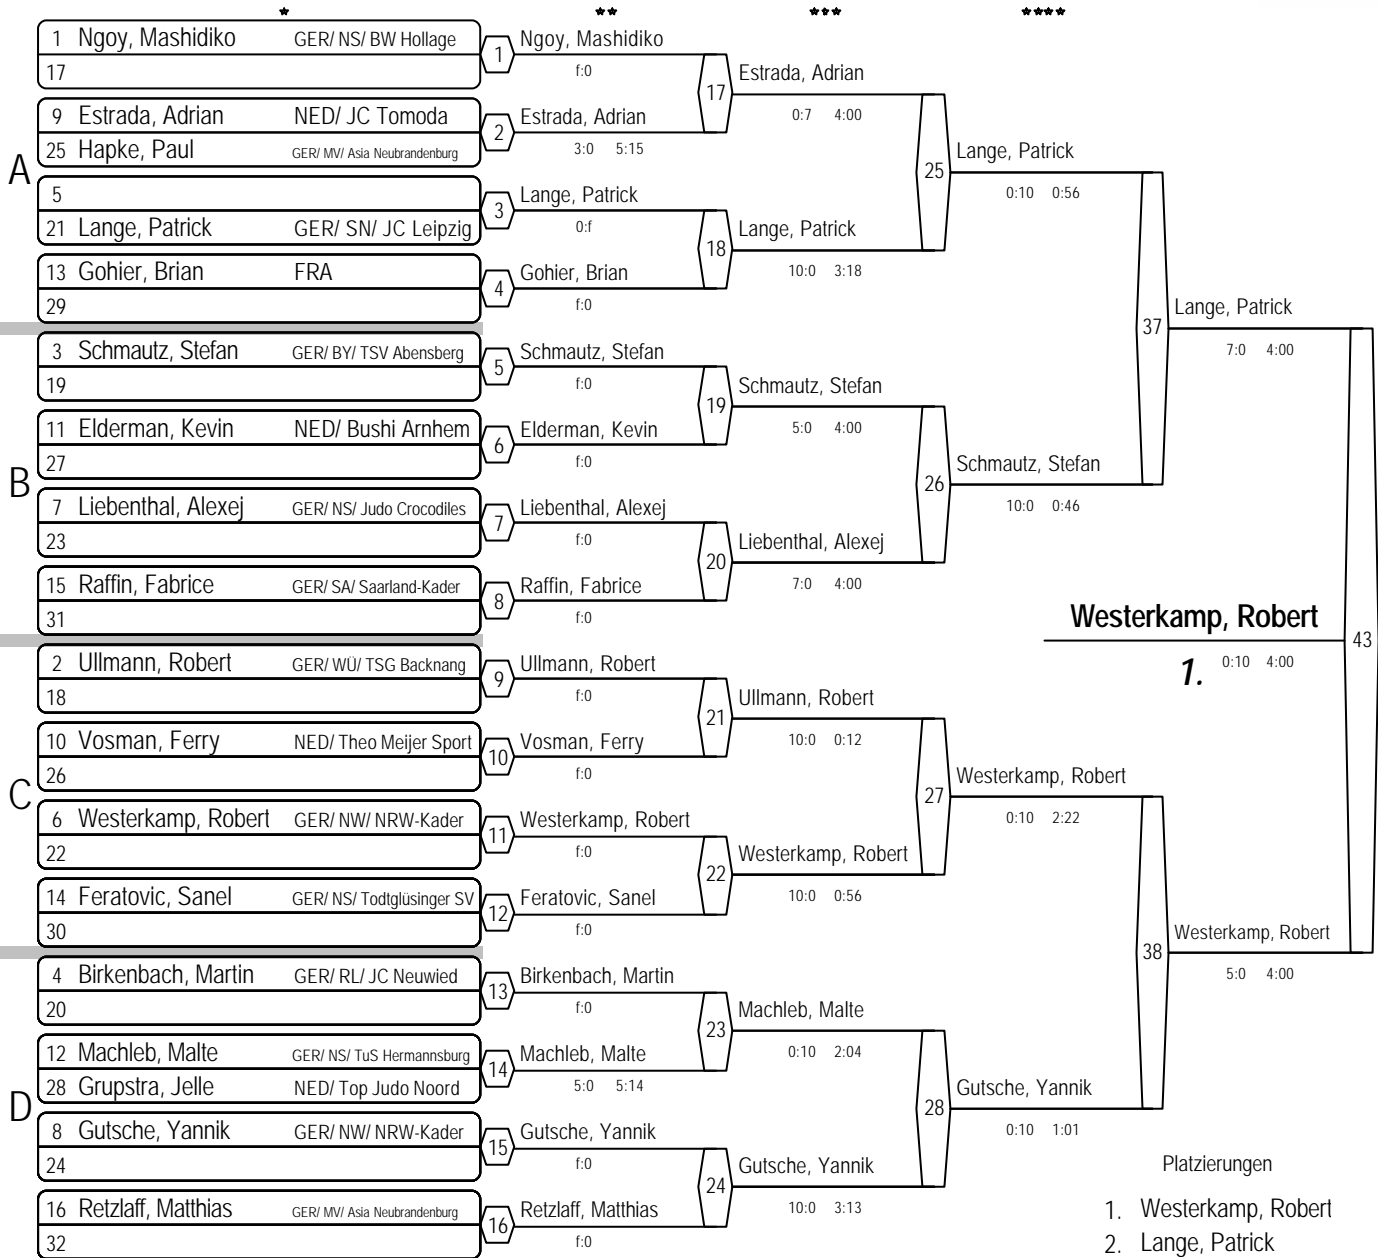 * ** *** ****
1 Ngoy, Mashidiko GER/ NS/ BW Hollage
17
1
Ngoy, Mashidiko
f:0
9 Estrada, Adrian NED/ JC Tomoda
25 Hapke, Paul GER/ MV/ Asia Neubrandenburg
2
Estrada, Adrian
3:0 5:15
A
5
21 Lange, Patrick GER/ SN/ JC Leipzig
3
Lange, Patrick
0:f
13 Gohier, Brian FRA
29
4
Gohier, Brian
f:0
3 Schmautz, Stefan GER/ BY/ TSV Abensberg
19
5
Schmautz, Stefan
f:0
11 Elderman, Kevin NED/ Bushi Arnhem
27
6
Elderman, Kevin
f:0
B
7 Liebenthal, Alexej GER/ NS/ Judo Crocodiles
23
7
Liebenthal, Alexej
f:0
15 Raffin, Fabrice GER/ SA/ Saarland-Kader
31
8
Raffin, Fabrice
f:0
2 Ullmann, Robert GER/ WÜ/ TSG Backnang
18
9
Ullmann, Robert
f:0
10 Vosman, Ferry NED/ Theo Meijer Sport
26
10
Vosman, Ferry
f:0
C
6 Westerkamp, Robert GER/ NW/ NRW-Kader
22
11
Westerkamp, Robert
f:0
14 Feratovic, Sanel GER/ NS/ Todtglüsinger SV
30
12
Feratovic, Sanel
f:0
4 Birkenbach, Martin GER/ RL/ JC Neuwied
20
13
Birkenbach, Martin
f:0
12 Machleb, Malte GER/ NS/ TuS Hermannsburg
28 Grupstra, Jelle NED/ Top Judo Noord
14
Machleb, Malte
5:0 5:14
D
8 Gutsche, Yannik GER/ NW/ NRW-Kader
24
15
Gutsche, Yannik
f:0
16 Retzlaff, Matthias GER/ MV/ Asia Neubrandenburg
32
16
Retzlaff, Matthias
f:0
17
Estrada, Adrian
0:7 4:00
18
Lange, Patrick
10:0 3:18
19
Schmautz, Stefan
5:0 4:00
20
Liebenthal, Alexej
7:0 4:00
21
Ullmann, Robert
10:0 0:12
22
Westerkamp, Robert
10:0 0:56
23
Machleb, Malte
0:10 2:04
24
Gutsche, Yannik
10:0 3:13
25
Lange, Patrick
0:10 0:56
26
Schmautz, Stefan
10:0 0:46
27
Westerkamp, Robert
0:10 2:22
28
Gutsche, Yannik
0:10 1:01
37
Lange, Patrick
7:0 4:00
38
Westerkamp, Robert
5:0 4:00
43
Westerkamp, Robert
1. 0:10 4:00
Platzierungen
1. Westerkamp, Robert
2. Lange, Patrick